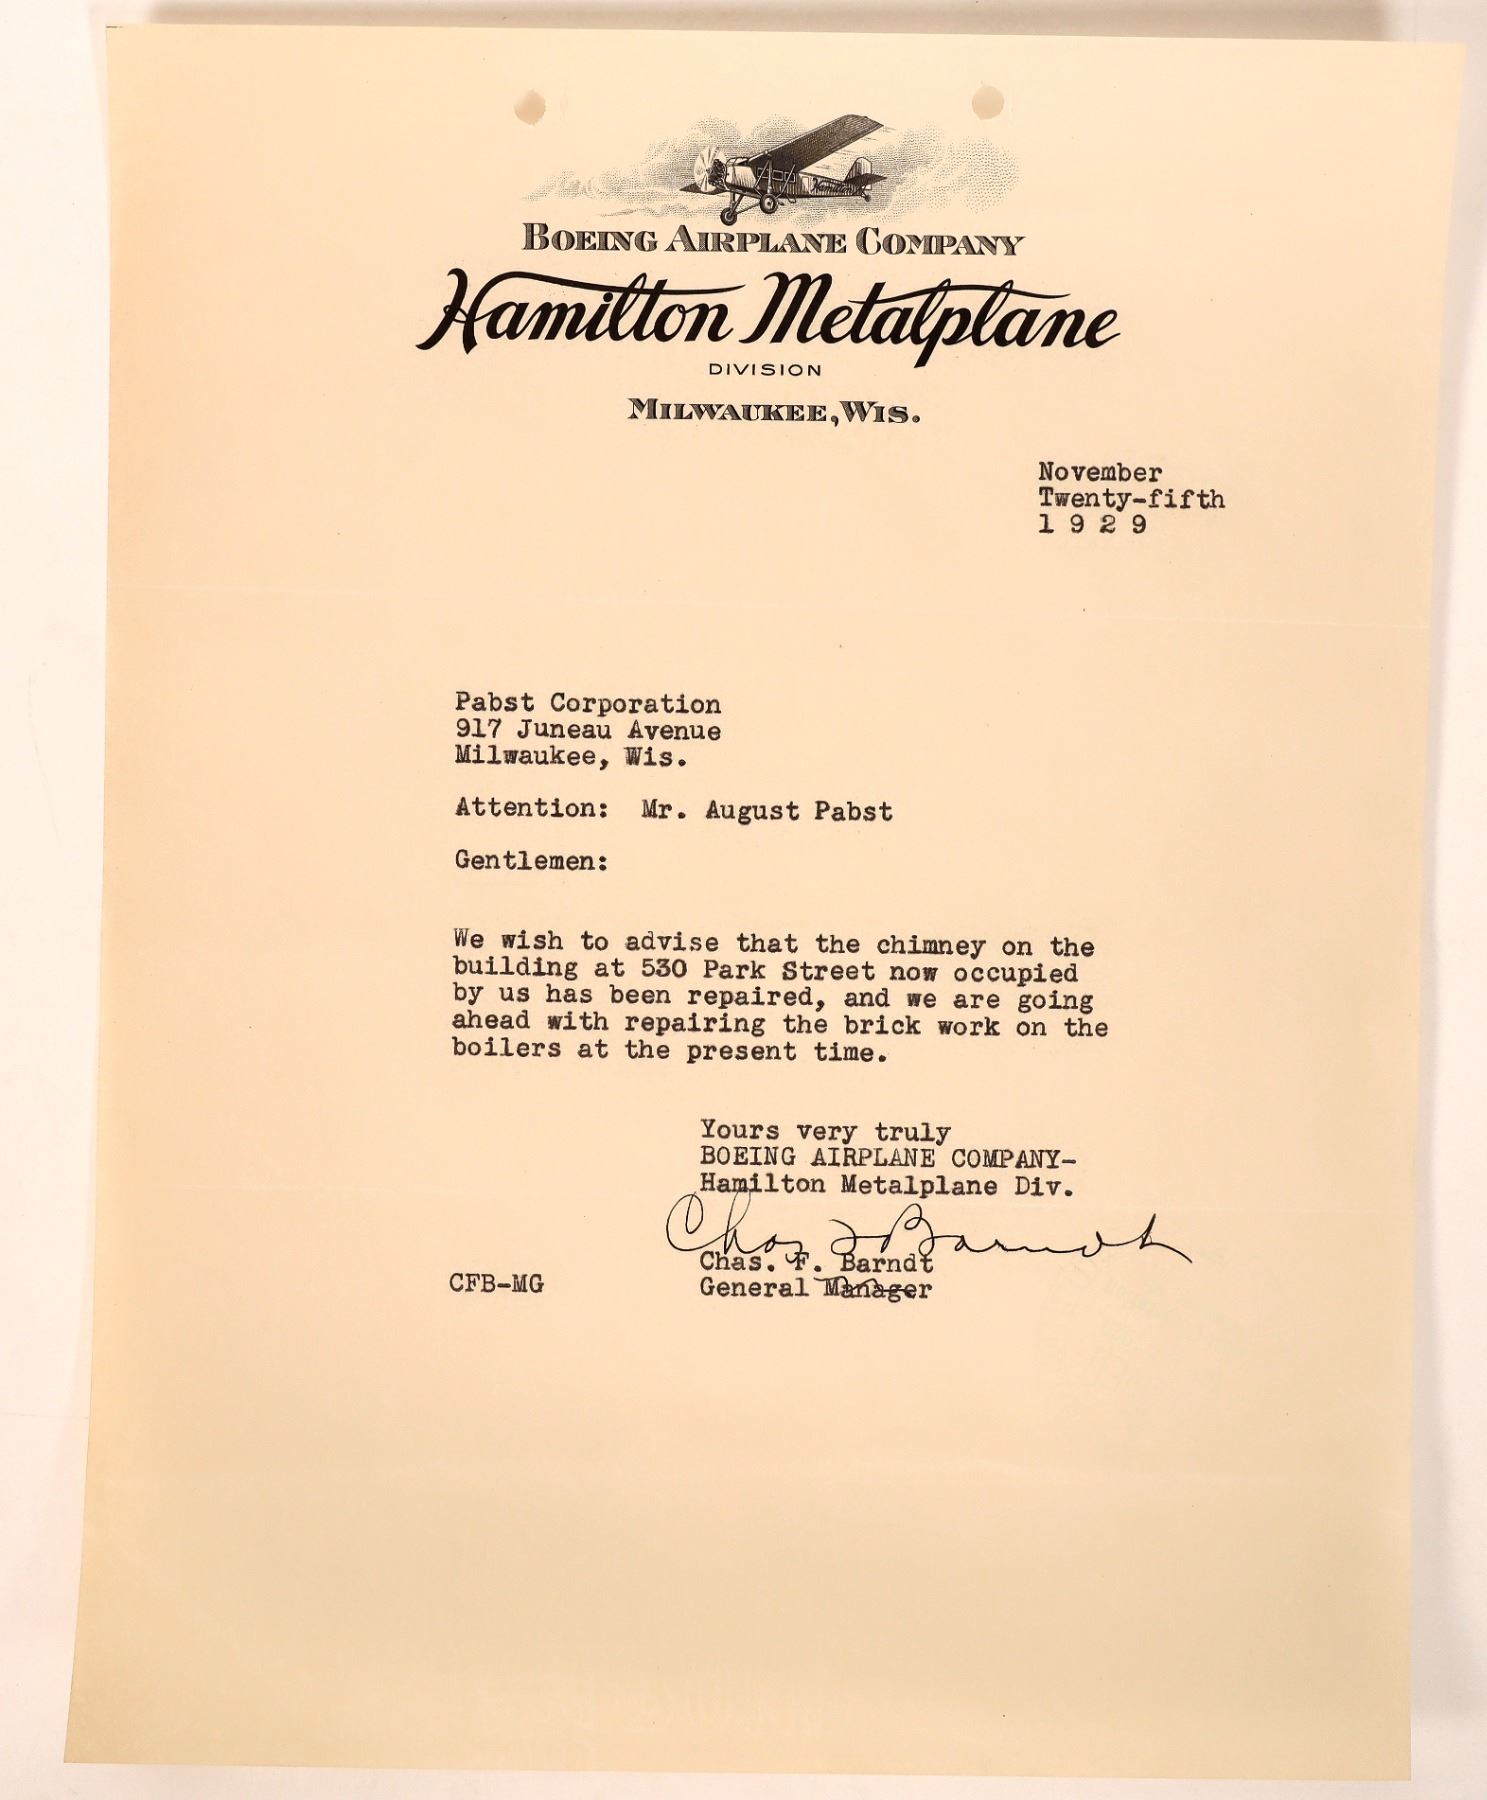 Hamilton
BOEING AIRPLANE COMPANY
Hamilton Metalplane
DIVISION
MILWAUKEE, WIS.
November
Twenty-fifth
1 9 2 9
Pabst Corporation
917 Juneau Avenue
Milwaukee, Wis.
Attention: Mr. August Pabst
Gentlemen:
We wish to advise that the chimney on the
building at 530 Park Street now occupied
by us has been repaired, and we are going
ahead with repairing the brick work on the
boilers at the present time.
Yours very truly
BOEING AIRPLANE COMPANY-
Hamilton Metalplane Div.
Chas F Barndt
Chas. F. Barndt
CFB-MG General Manager